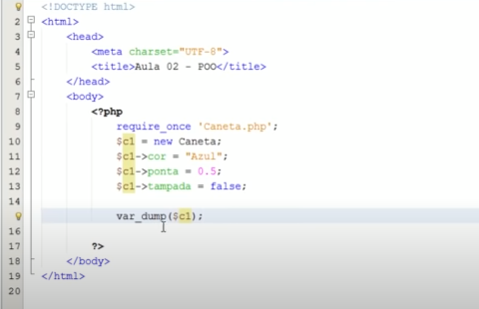 <!DOCTYPE html>
2 <html>
3 <head>
4 <meta charset="UTF-8">
5 <title>Aula 02 - POO</title>
6 </head>
7 <body>
8 <?php
9 require_once 'Caneta.php';
10 $c1 = new Caneta;
11 $c1->cor = "Azul";
12 $c1->ponta = 0.5;
13 $c1->tampada = false;
14
var_dump($c1);
16
17 ?>
18 </body>
19 </html>
20